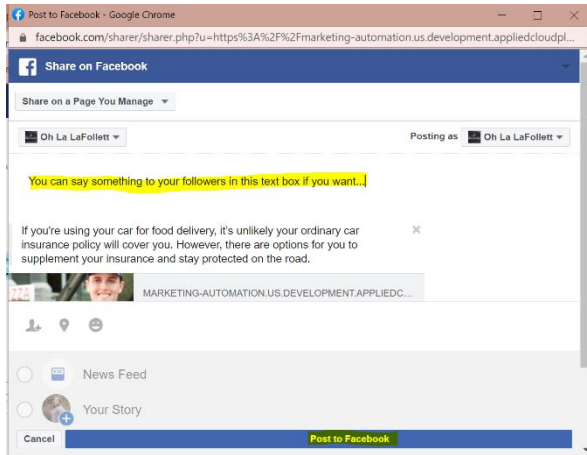 Post to Facebook - Google Chrome
facebook.com/sharer/sharer.php?u=https%3A%2F%2Fmarketing-automation.us.development.appliedcloudpl...
Share on Facebook
Share on a Page You Manage
Oh La LaFollett
Posting as Oh La LaFollett
You can say something to your followers in this text box if you want...
If you're using your car for food delivery, it's unlikely your ordinary car
insurance policy will cover you. However, there are options for you to
supplement your insurance and stay protected on the road.
MARKETING-AUTOMATION.US.DEVELOPMENT.APPLIEDC...
News Feed
Your Story
Cancel
Post to Facebook